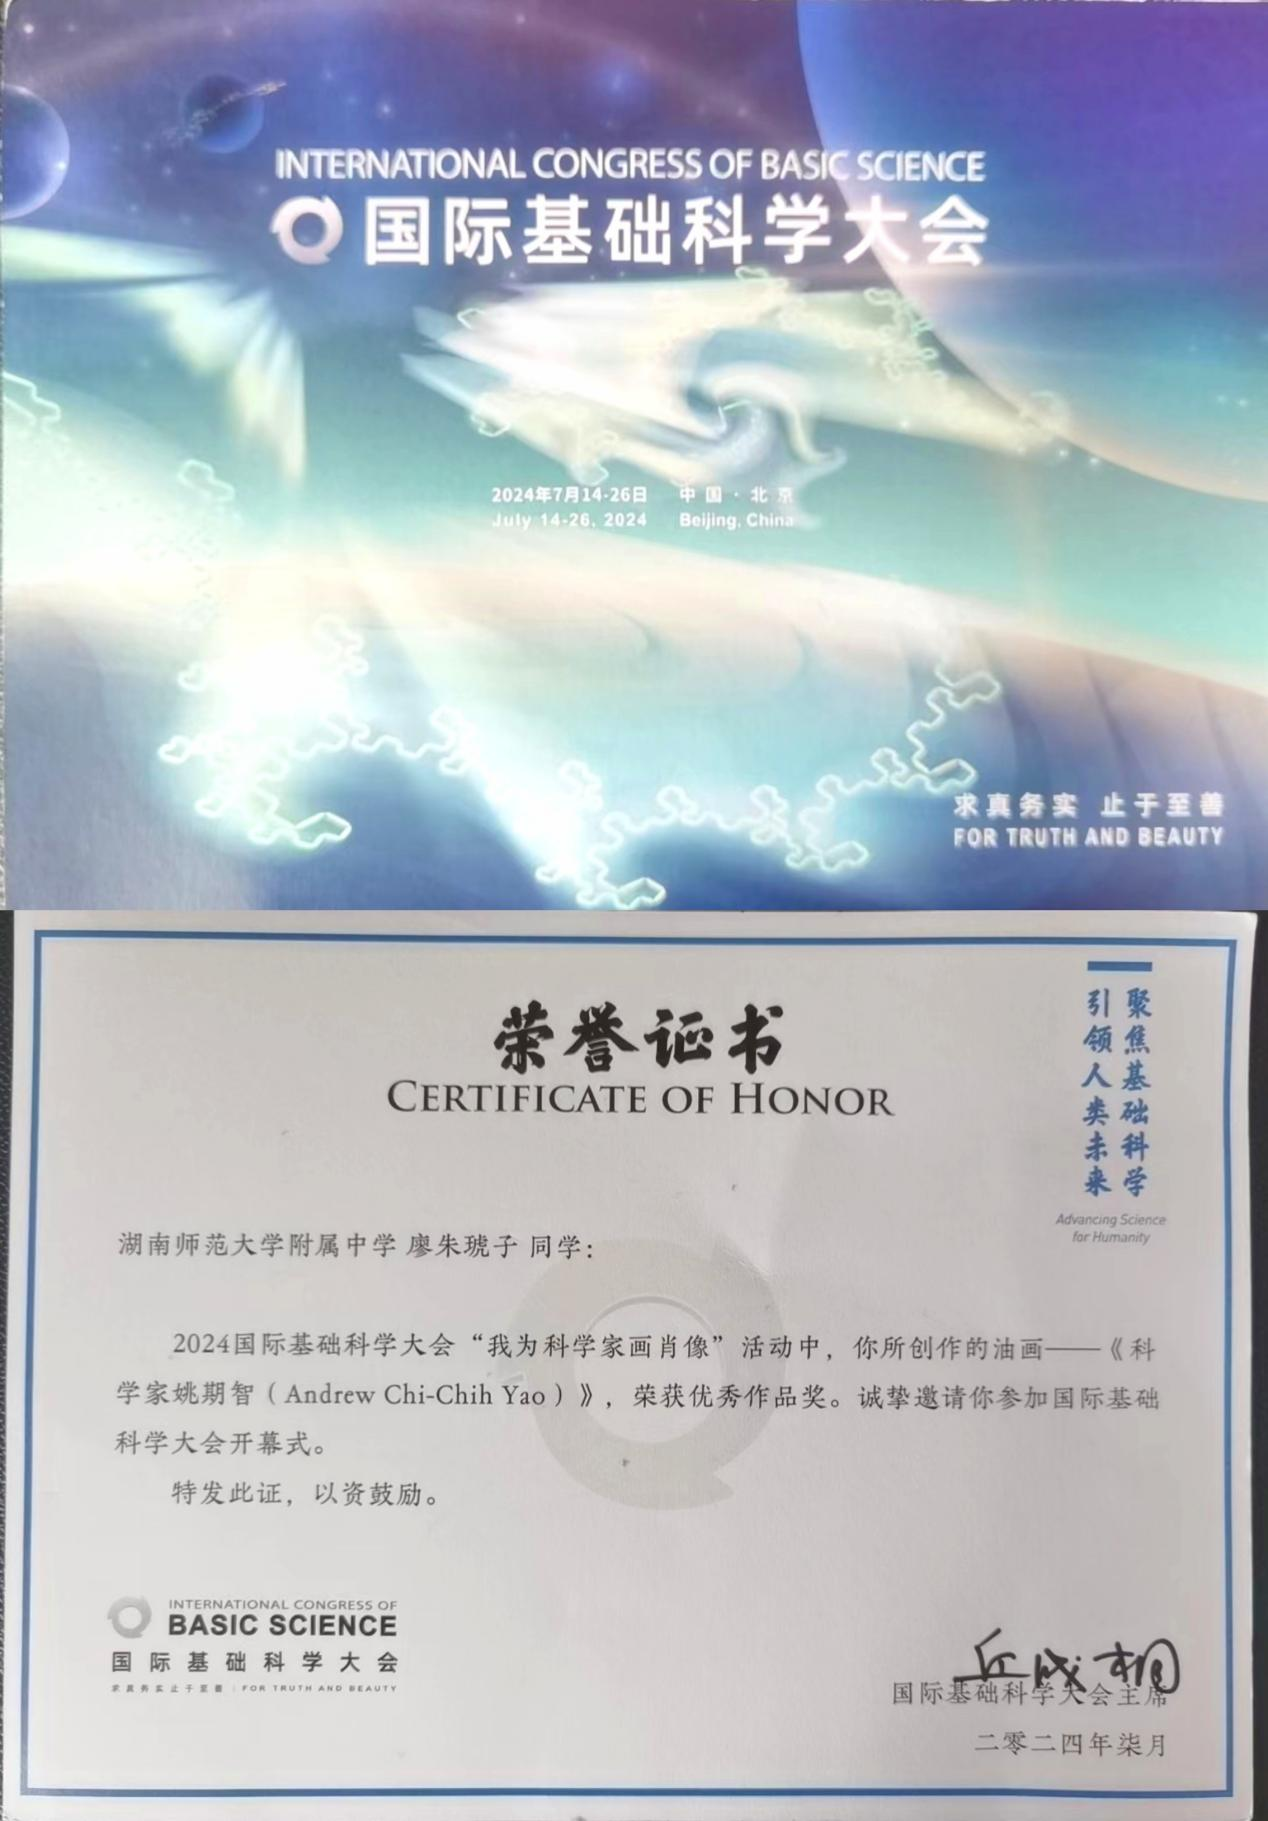 INTERNATIONAL CONGRESS OF BASIC SCIENCE
国际基础科学大会
2024年7月14-26日 中国·北京
July 14-26, 2024 Beijing, China
求真务实 止于至善
FOR TRUTH AND BEAUTY
荣誉证书
CERTIFICATE OF HONOR
聚焦基础科学
引领人类未来
Advancing Science
for Humanity
湖南师范大学附属中学 廖朱琥子 同学：
2024国际基础科学大会“我为科学家画肖像”活动中，你所创作的油画——《科
学家姚期智（Andrew Chi-Chih Yao）》，荣获优秀作品奖。诚挚邀请你参加国际基础
科学大会开幕式。
特发此证，以资鼓励。
INTERNATIONAL CONGRESS OF
BASIC SCIENCE
国际基础科学大会
求真务实止于至善 | FOR TRUTH AND BEAUTY
丘成桐
国际基础科学大会主席
二零二四年柒月